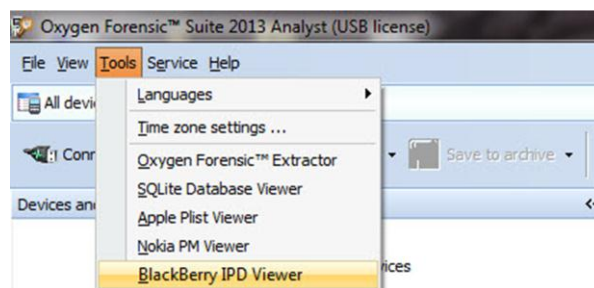 Oxygen Forensic™ Suite 2013 Analyst (USB license)
File View Tools Service Help
All devi
Languages
Time zone settings ...
Conn
Save to archive
Oxygen Forensic™ Extractor
SQLite Database Viewer
Devices an
Apple Plist Viewer
Nokia PM Viewer
BlackBerry IPD Viewer
vices